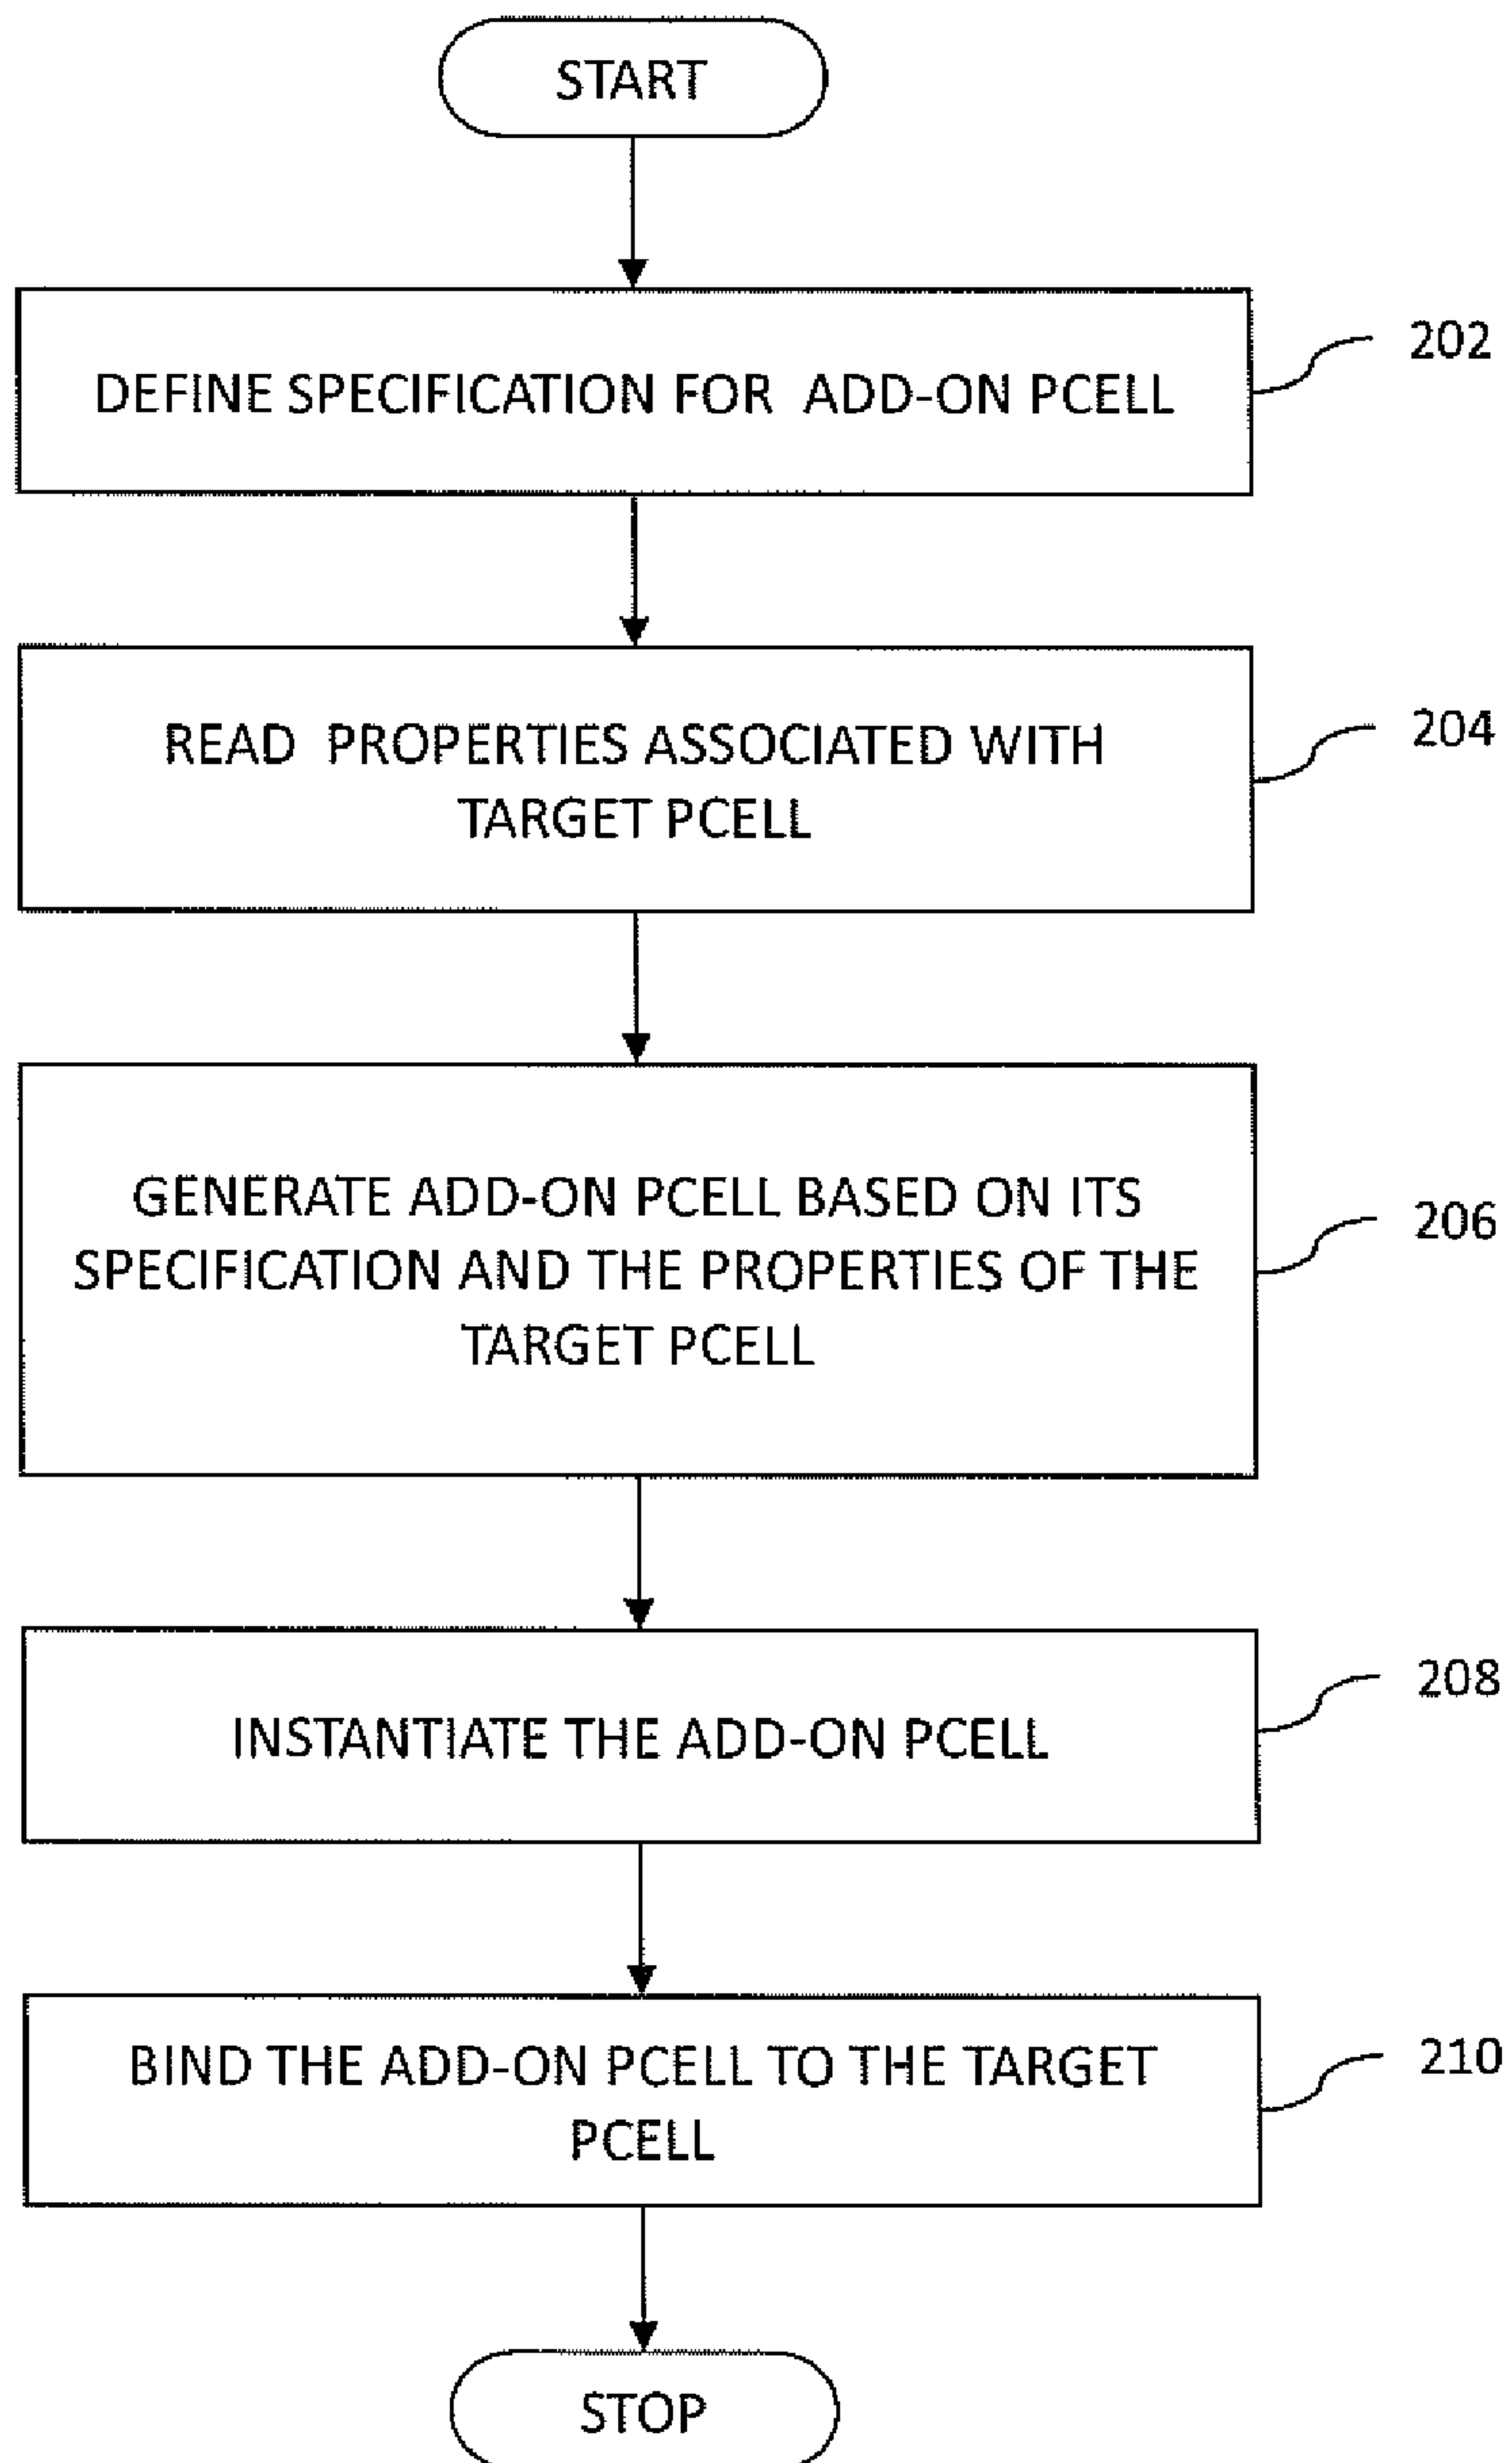 START
DEFINE SPECIFICATION FOR ADD-ON PCELL
202
READ PROPERTIES ASSOCIATED WITH
TARGET PCELL
204
GENERATE ADD-ON PCELL BASED ON ITS
SPECIFICATION AND THE PROPERTIES OF THE
TARGET PCELL
206
INSTANTIATE THE ADD-ON PCELL
208
BIND THE ADD-ON PCELL TO THE TARGET
PCELL
210
STOP